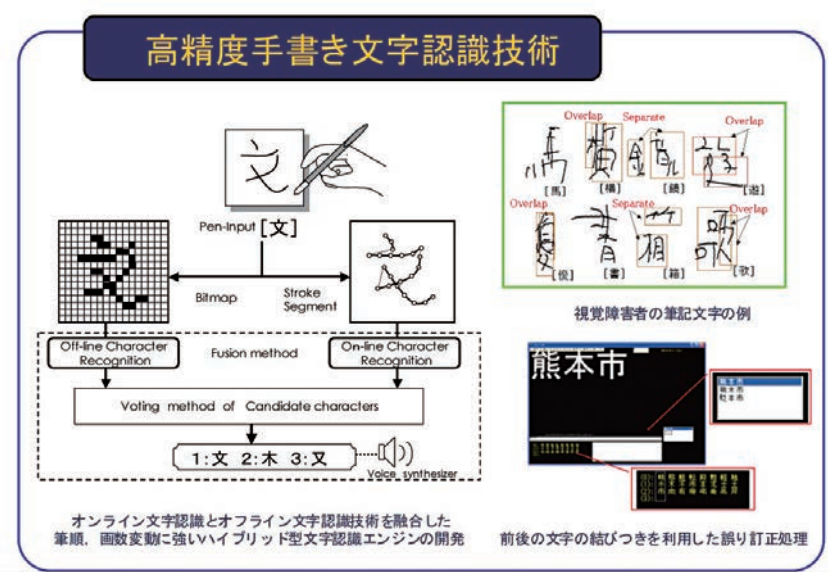 高精度手書き文字認識技術
Pen-Input [文]
Bitmap
Stroke
Segment
Off-line Character
Recognition
Fusion method
On-line Character
Recognition
Voting method of Candidate characters
1:文 2:木 3:又
Voice synthesizer
オンライン文字認識とオフライン文字認識技術を融合した
筆順，画数変動に強いハイブリッド型文字認識エンジンの開発
Overlap Separate Overlap
[馬] [横] [鏡] [遊]
Overlap Separate Overlap
[優] [書] [箱] [歌]
視覚障害者の筆記文字の例
熊本市
熊本市
前後の文字の結びつきを利用した誤り訂正処理